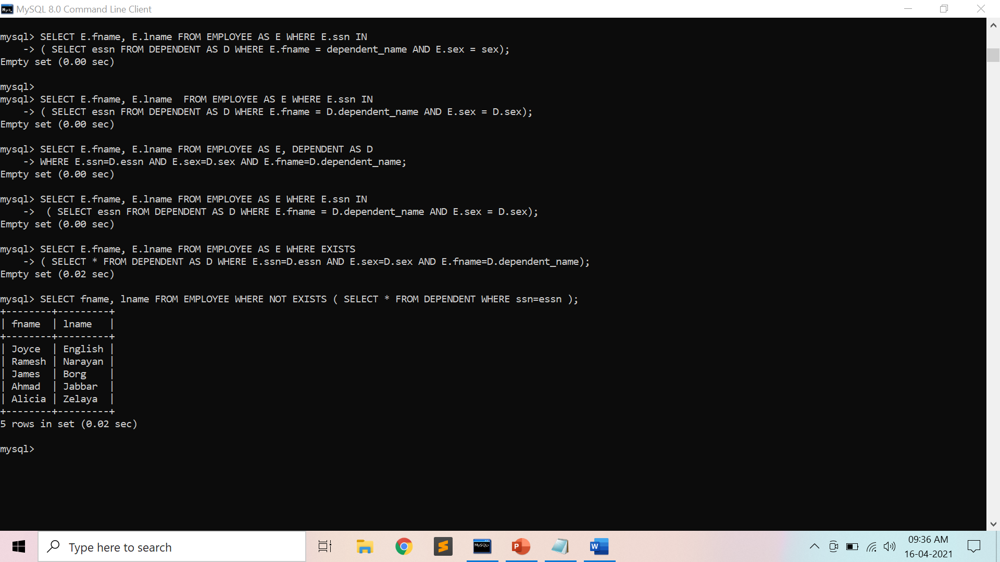 MySQL 8.0 Command Line Client
mysql> SELECT E.fname, E.lname FROM EMPLOYEE AS E WHERE E.ssn IN
    -> ( SELECT essn FROM DEPENDENT AS D WHERE E.fname = dependent_name AND E.sex = sex);
Empty set (0.00 sec)
mysql>
mysql> SELECT E.fname, E.lname  FROM EMPLOYEE AS E WHERE E.ssn IN
    -> ( SELECT essn FROM DEPENDENT AS D WHERE E.fname = D.dependent_name AND E.sex = D.sex);
Empty set (0.00 sec)
mysql> SELECT E.fname, E.lname FROM EMPLOYEE AS E, DEPENDENT AS D
    -> WHERE E.ssn=D.essn AND E.sex=D.sex AND E.fname=D.dependent_name;
Empty set (0.00 sec)
mysql> SELECT E.fname, E.lname FROM EMPLOYEE AS E WHERE E.ssn IN
    ->  ( SELECT essn FROM DEPENDENT AS D WHERE E.fname = D.dependent_name AND E.sex = D.sex);
Empty set (0.00 sec)
mysql> SELECT E.fname, E.lname FROM EMPLOYEE AS E WHERE EXISTS
    -> ( SELECT * FROM DEPENDENT AS D WHERE E.ssn=D.essn AND E.sex=D.sex AND E.fname=D.dependent_name);
Empty set (0.02 sec)
mysql> SELECT fname, lname FROM EMPLOYEE WHERE NOT EXISTS ( SELECT * FROM DEPENDENT WHERE ssn=essn );
+--------+---------+
| fname  | lname   |
+--------+---------+
| Joyce  | English |
| Ramesh | Narayan |
| James  | Borg    |
| Ahmad  | Jabbar  |
| Alicia | Zelaya  |
+--------+---------+
5 rows in set (0.02 sec)
mysql>
Type here to search
MySQL>
P
W
09:36 AM
16-04-2021